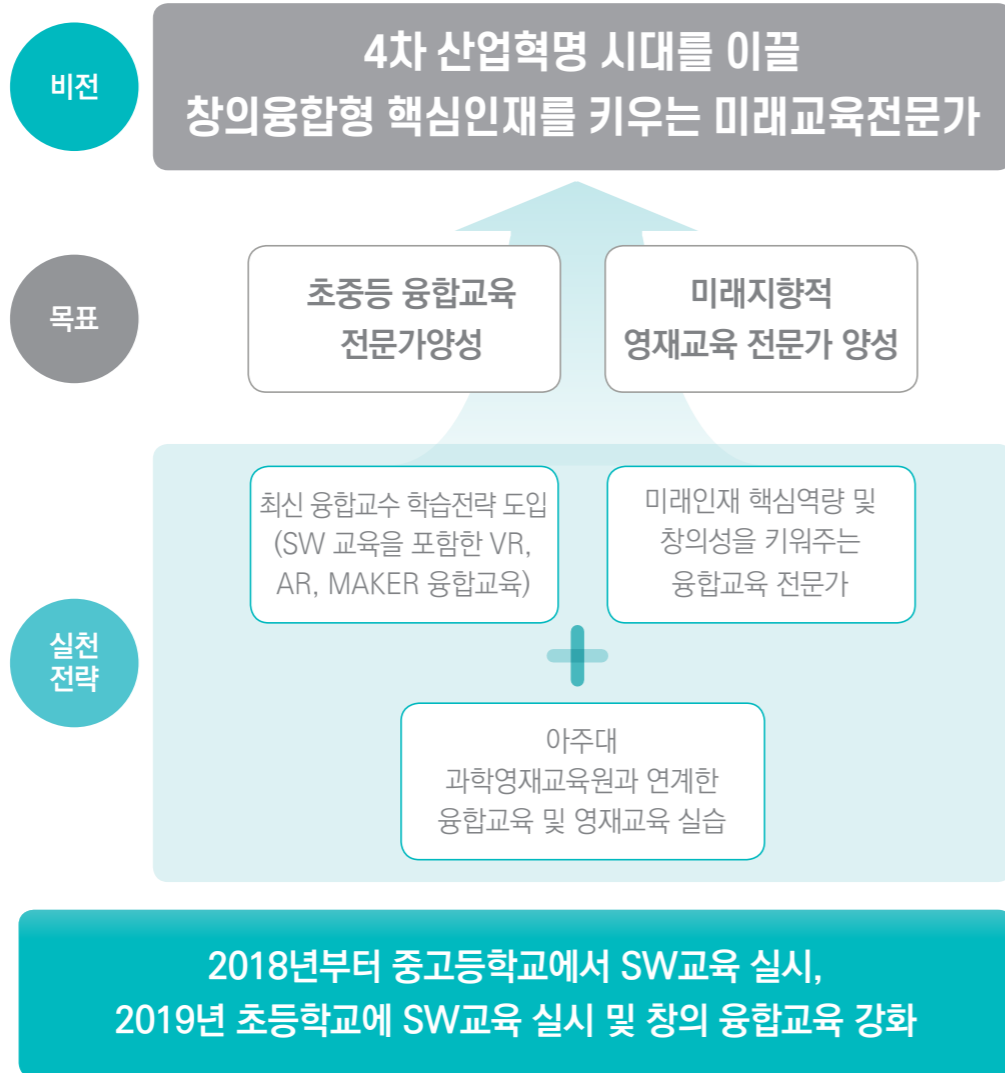 비전
4차 산업혁명 시대를 이끌
창의융합형 핵심인재를 키우는 미래교육전문가
목표
초중등 융합교육
전문가양성
미래지향적
영재교육 전문가 양성
실천
전략
최신 융합교수 학습전략 도입
(SW 교육을 포함한 VR,
AR, MAKER 융합교육)
미래인재 핵심역량 및
창의성을 키워주는
융합교육 전문가
아주대
과학영재교육원과 연계한
융합교육 및 영재교육 실습
2018년부터 중고등학교에서 SW교육 실시,
2019년 초등학교에 SW교육 실시 및 창의 융합교육 강화